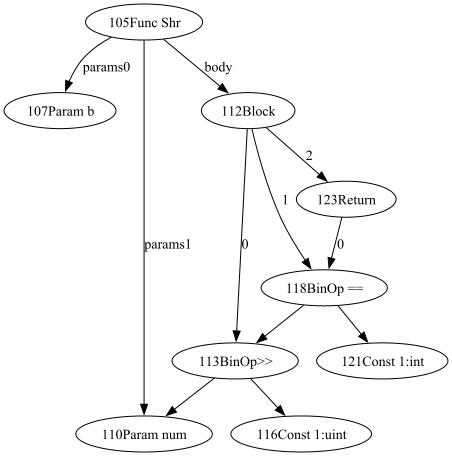 105Func Shr
params0
body
107Param b
112Block
2
1
123Return
params1
0
0
118BinOp ==
113BinOp>>
121Const 1:int
110Param num
116Const 1:uint